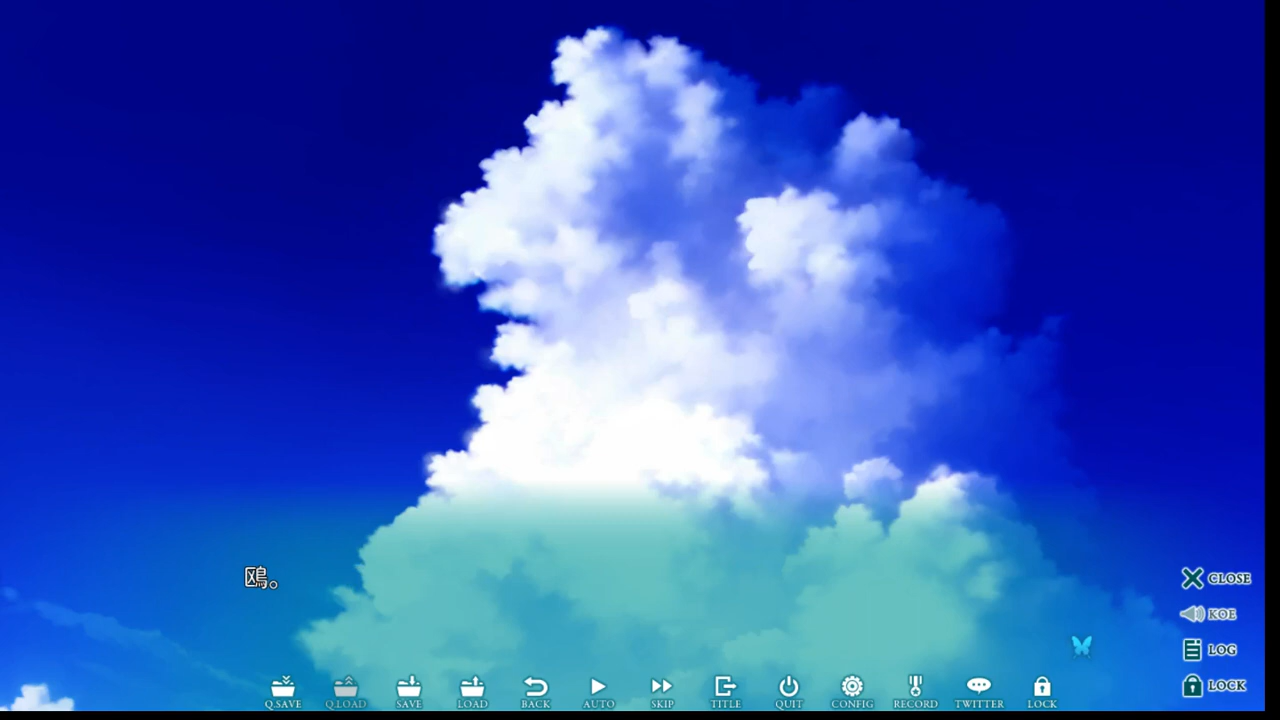 鴎。
CLOSE
KOE
LOG
LOCK
Q.SAVE Q.LOAD SAVE LOAD BACK AUTO SKIP TITLE QUIT CONFIG RECORD TWITTER LOCK